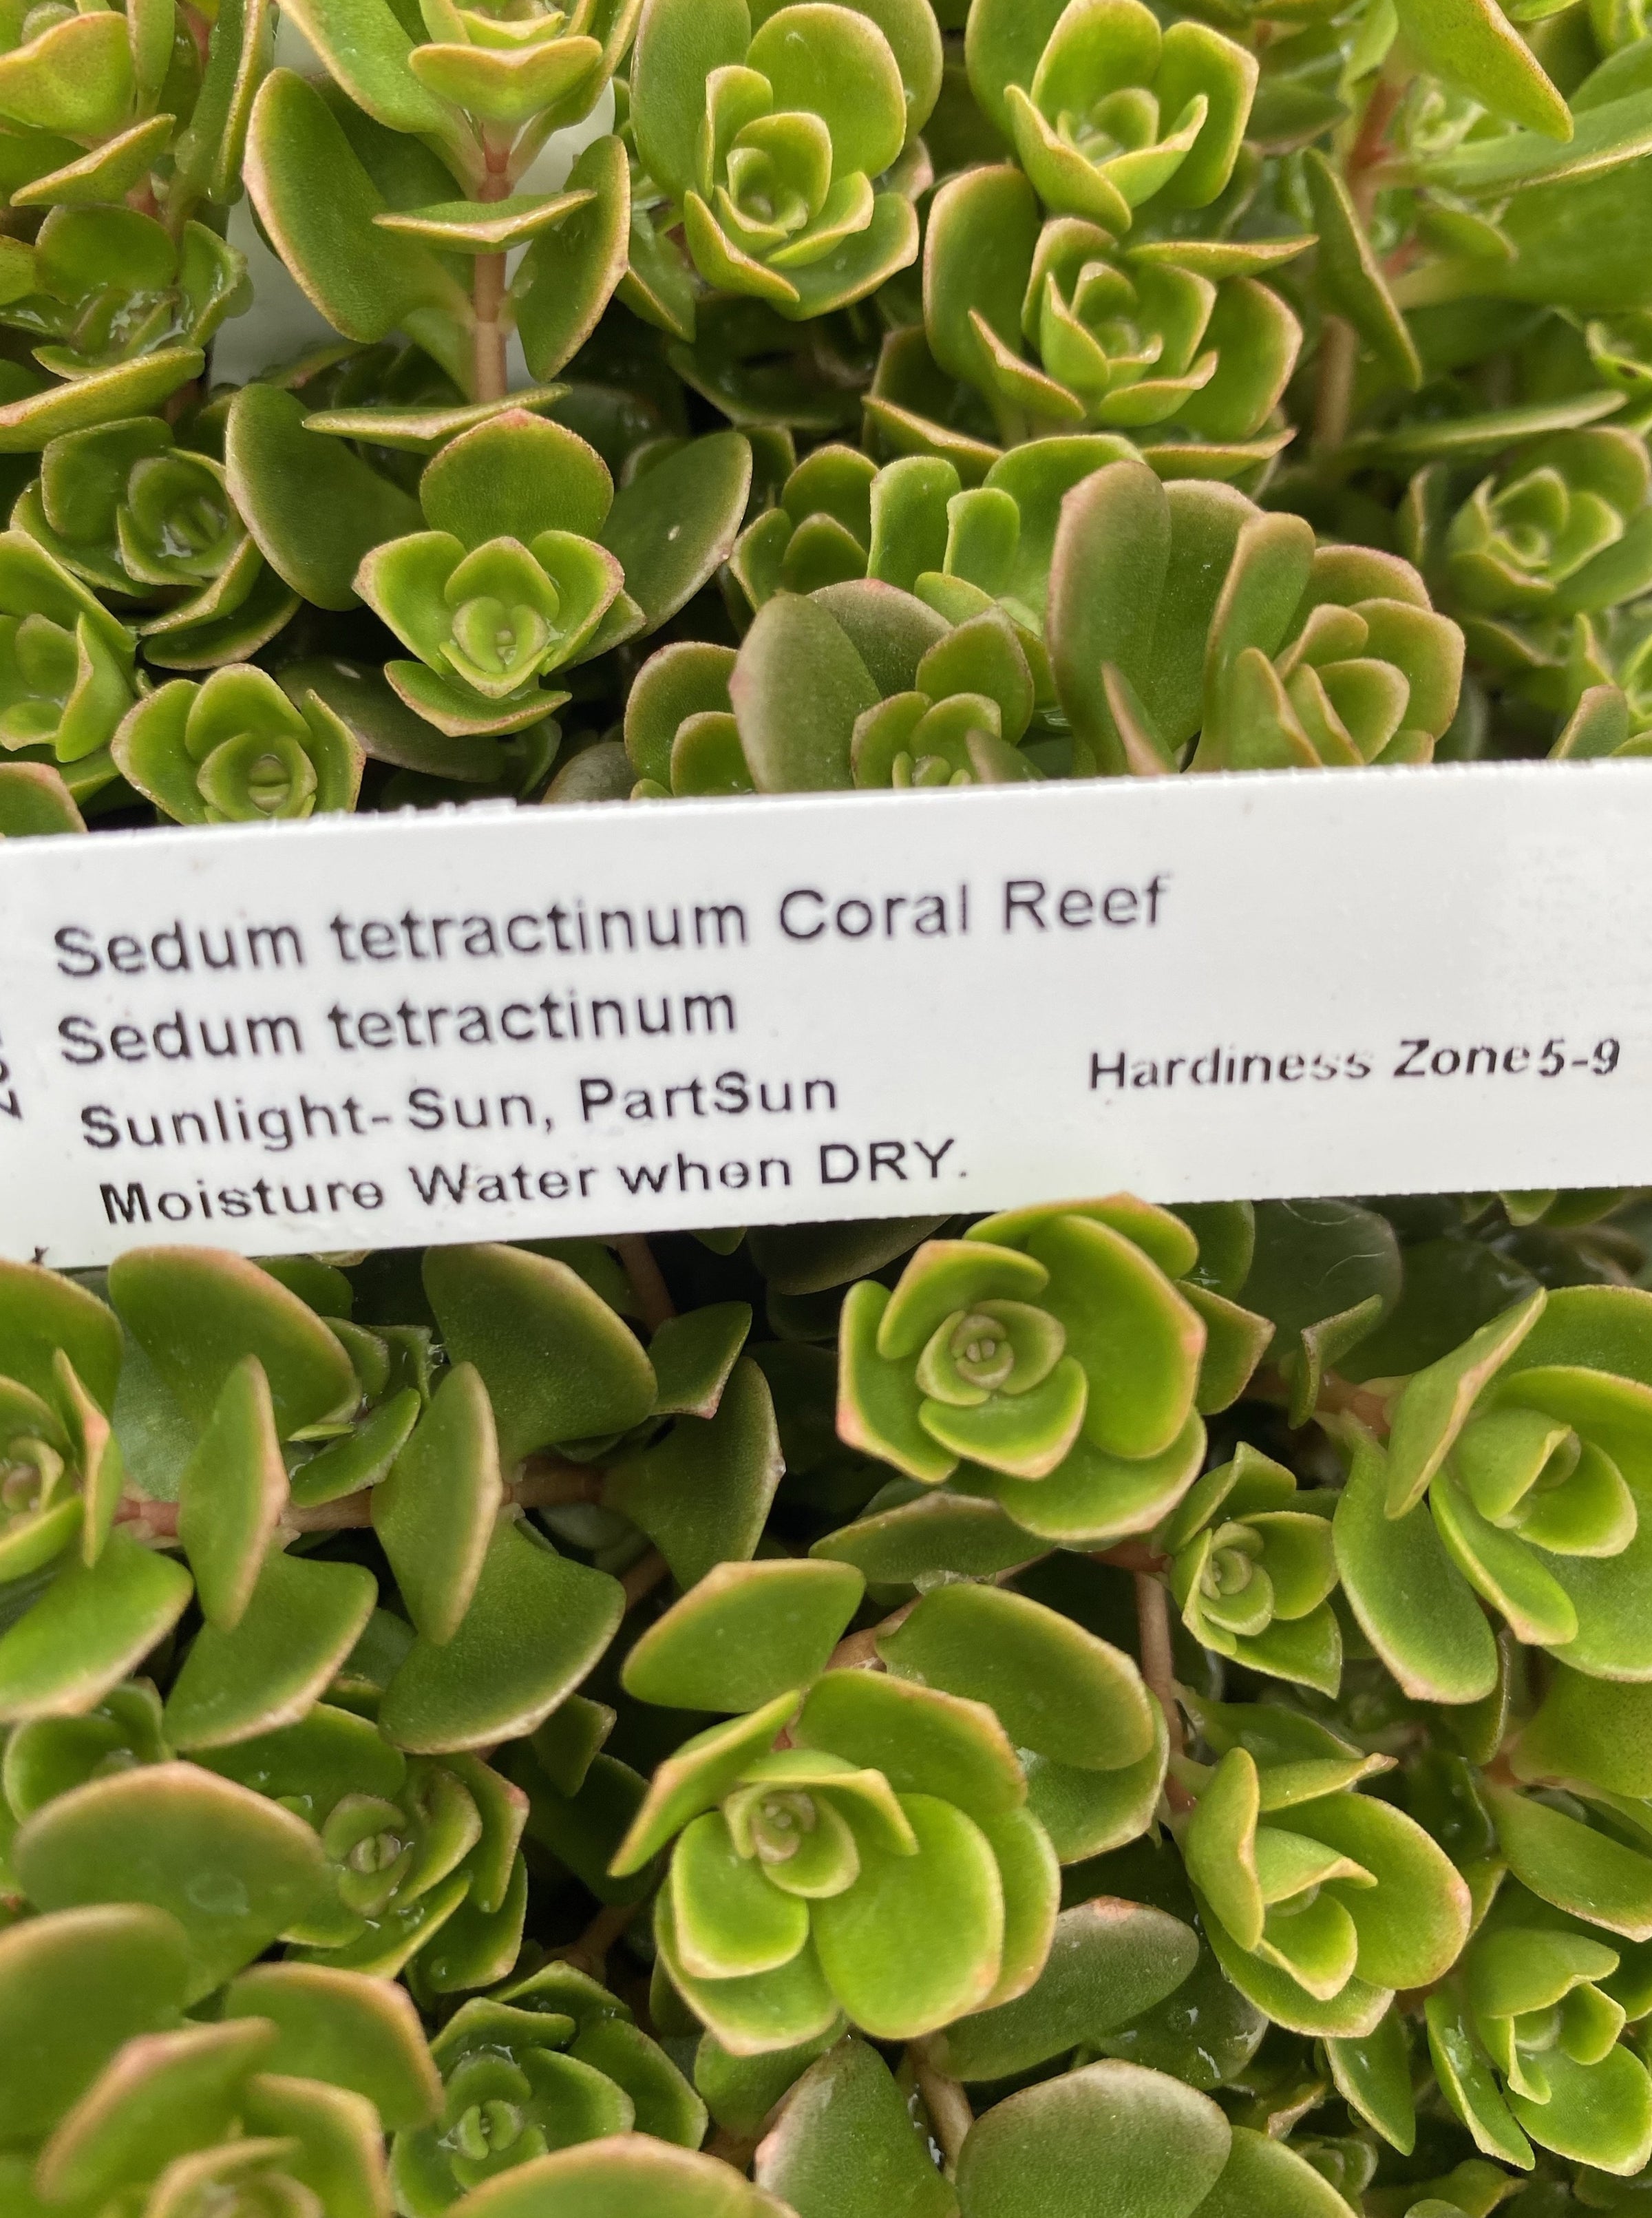 Sedum tetractinum Coral Reef
Sedum tetractinum
Sunlight-Sun, PartSun
Hardiness Zone5-9
Moisture Water when DRY.